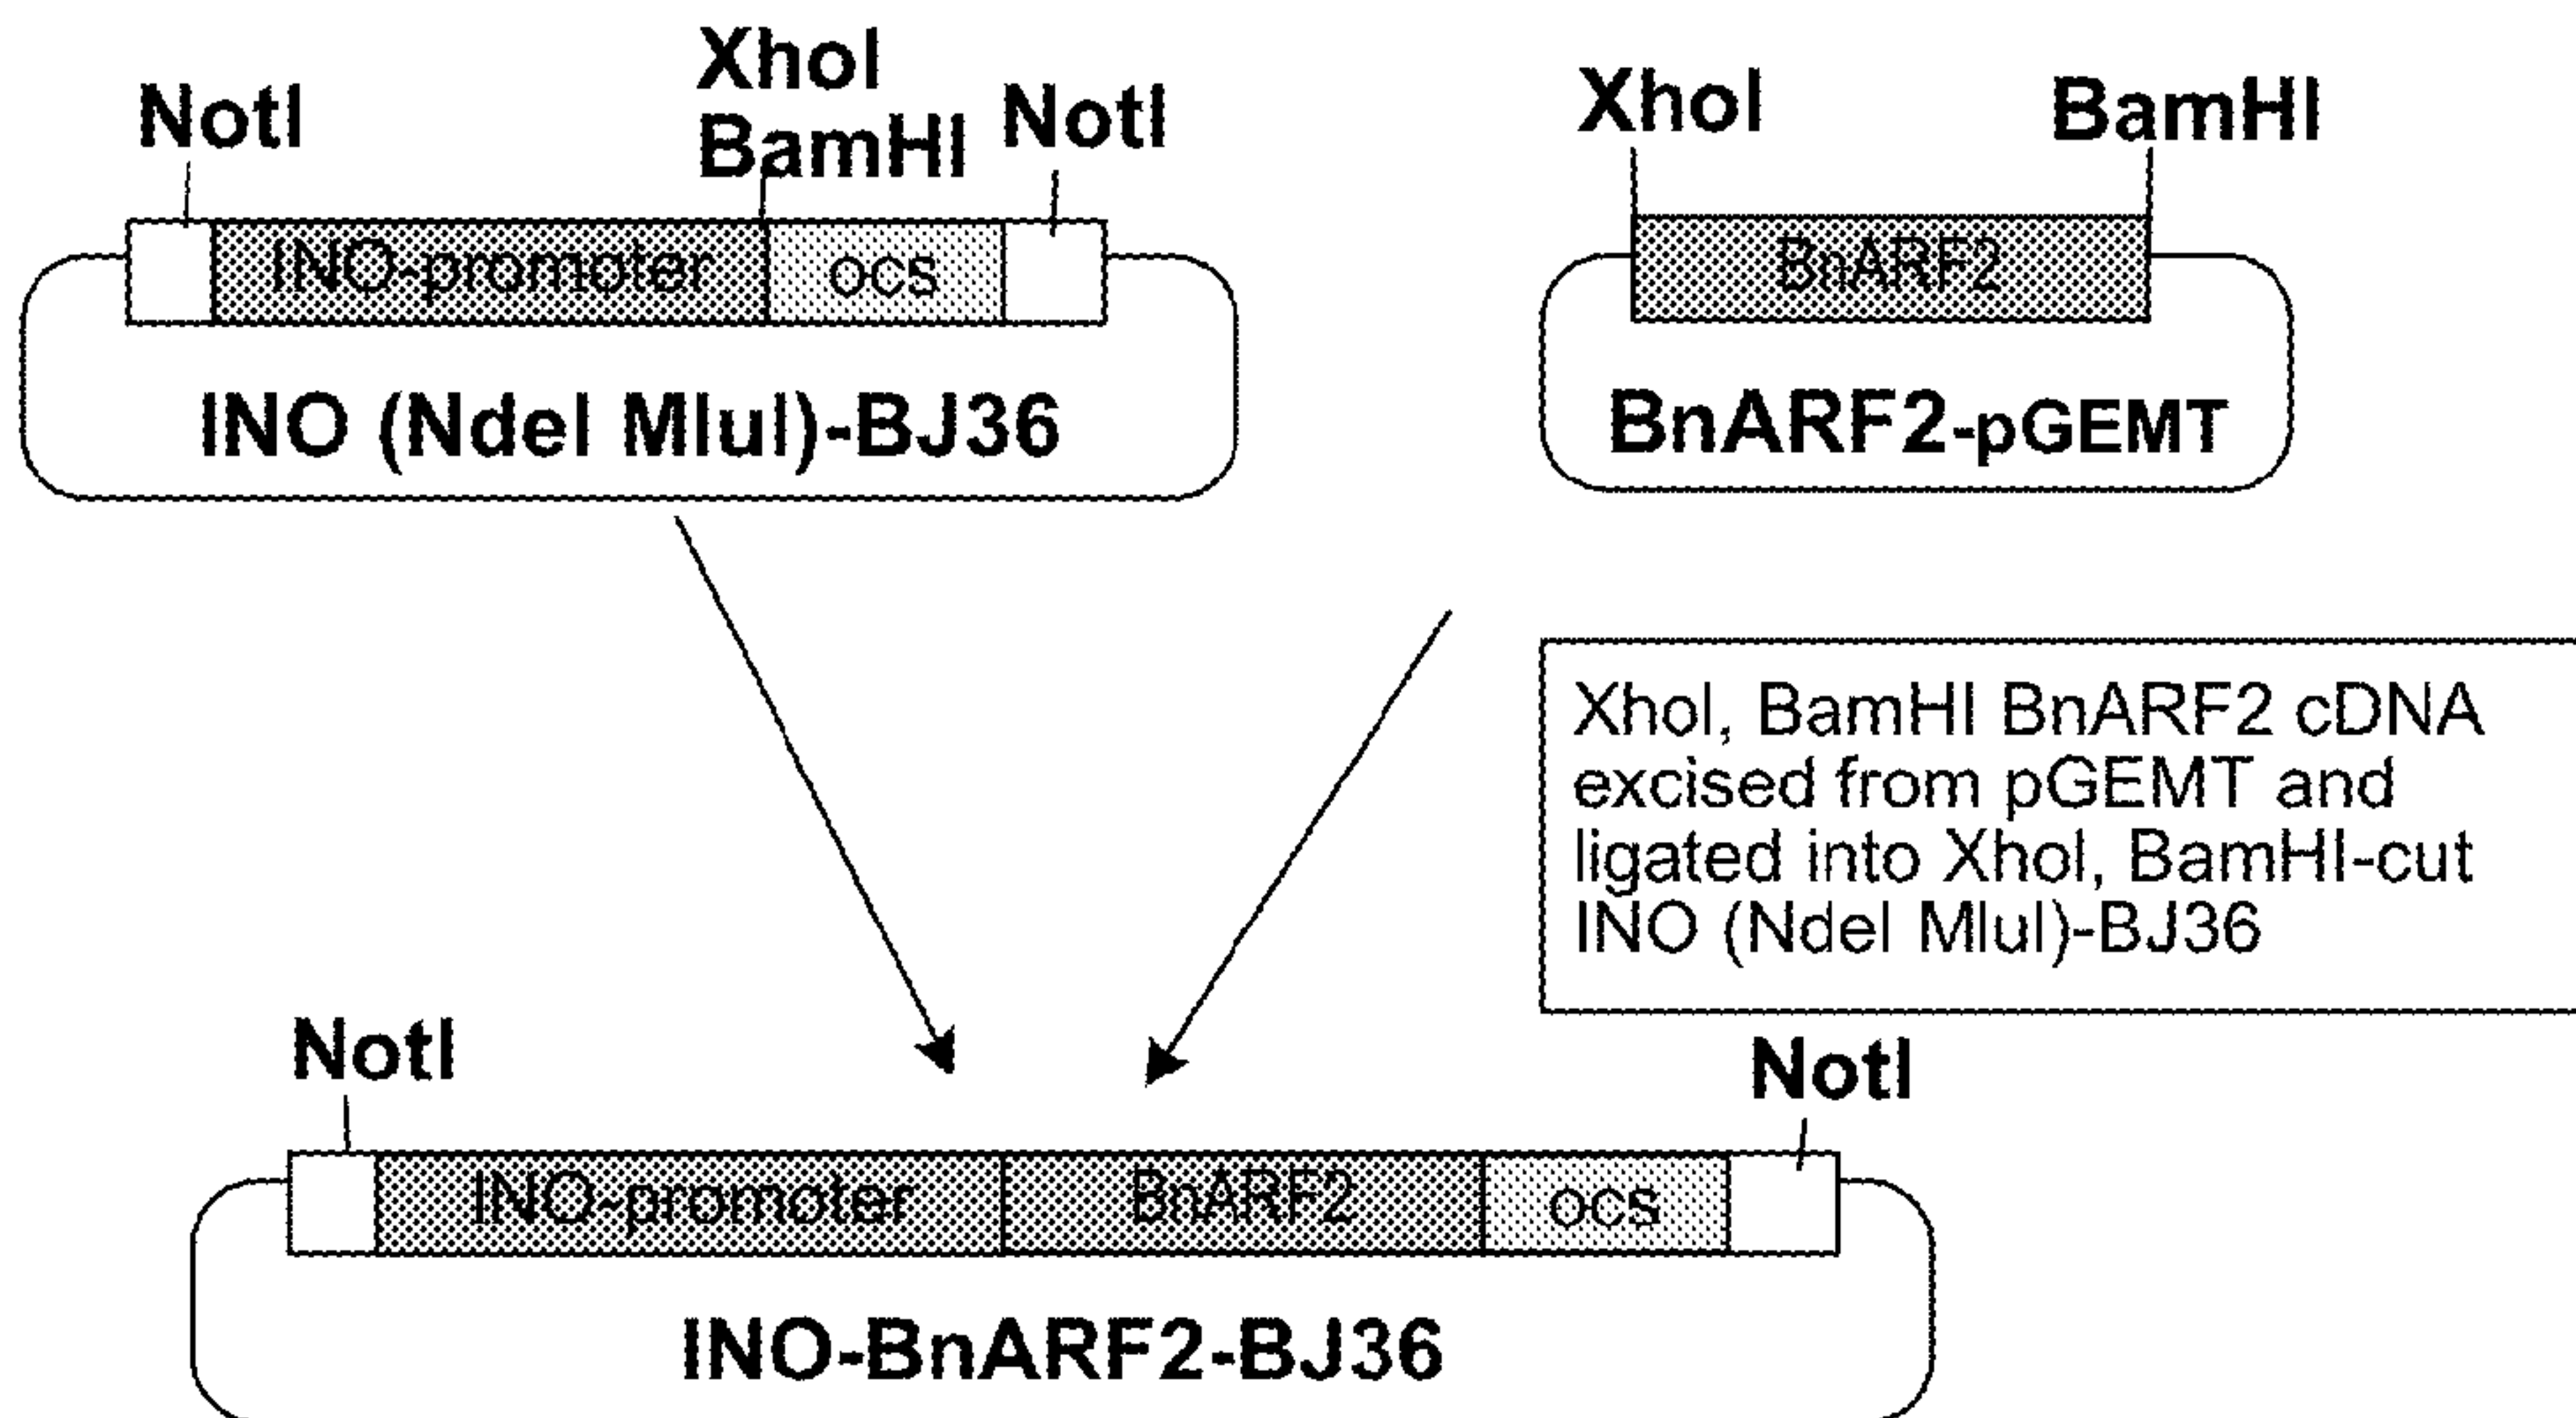 NotI
XhoI
BamHI
NotI
INO-promoter
ocs
INO (NdeI MluI)-BJ36
XhoI
BamHI
BnARF2
BnARF2-pGEMT
XhoI, BamHI BnARF2 cDNA
excised from pGEMT and
ligated into XhoI, BamHI-cut
INO (NdeI MluI)-BJ36
NotI
NotI
INO-promoter
BnARF2
ocs
INO-BnARF2-BJ36